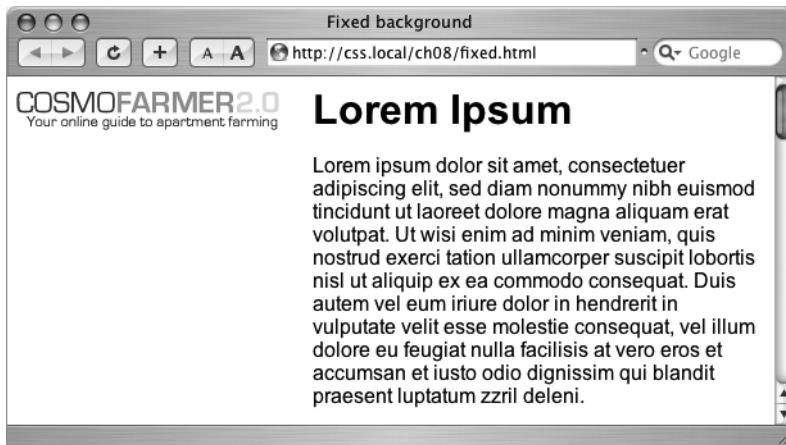 Fixed background
A A http://css.local/ch08/fixed.html Google
COSMOFARMER2.0
Your online guide to apartment farming
Lorem Ipsum
Lorem ipsum dolor sit amet, consectetuer
adipiscing elit, sed diam nonummy nibh euismod
tincidunt ut laoreet dolore magna aliquam erat
volutpat. Ut wisi enim ad minim veniam, quis
nostrud exerci tation ullamcorper suscipit lobortis
nisl ut aliquip ex ea commodo consequat. Duis
autem vel eum iriure dolor in hendrerit in
vulputate velit esse molestie consequat, vel illum
dolore eu feugiat nulla facilisis at vero eros et
accumsan et iusto odio dignissim qui blandit
praesent luptatum zzril deleni.